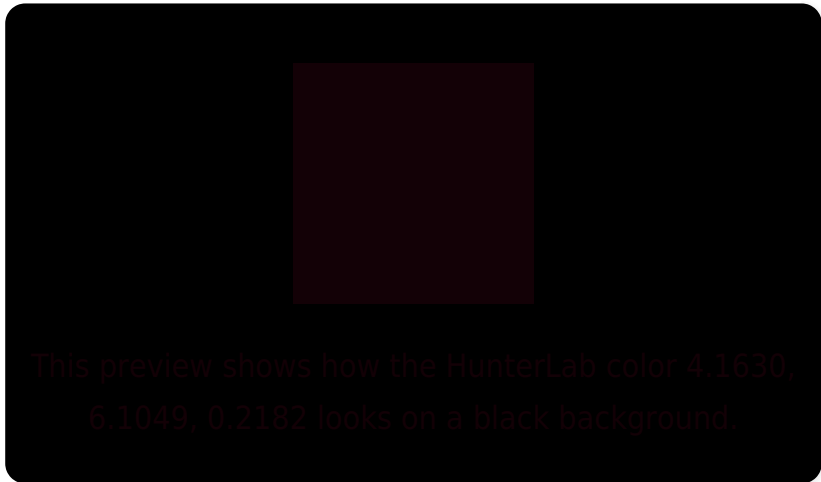 This preview shows how the HunterLab color 4.1630,
6.1049, 0.2182 looks on a black background.